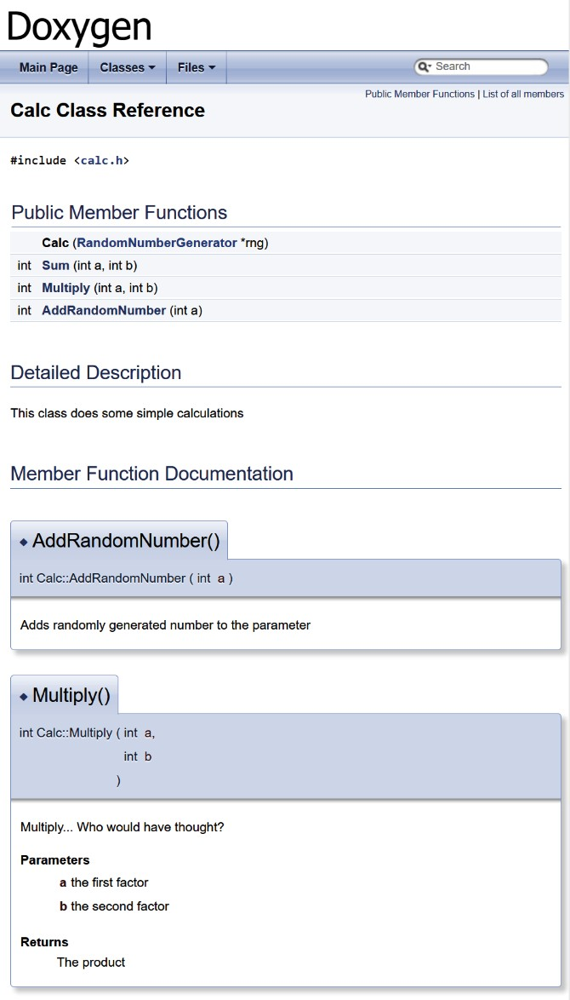 Doxygen
Main Page Classes Files Search
Public Member Functions | List of all members
Calc Class Reference
#include <calc.h>
Public Member Functions
Calc (RandomNumberGenerator *rng)
int Sum (int a, int b)
int Multiply (int a, int b)
int AddRandomNumber (int a)
Detailed Description
This class does some simple calculations
Member Function Documentation
◆ AddRandomNumber()
int Calc::AddRandomNumber ( int a )
Adds randomly generated number to the parameter
◆ Multiply()
int Calc::Multiply ( int a,
int b
)
Multiply... Who would have thought?
Parameters
a the first factor
b the second factor
Returns
The product